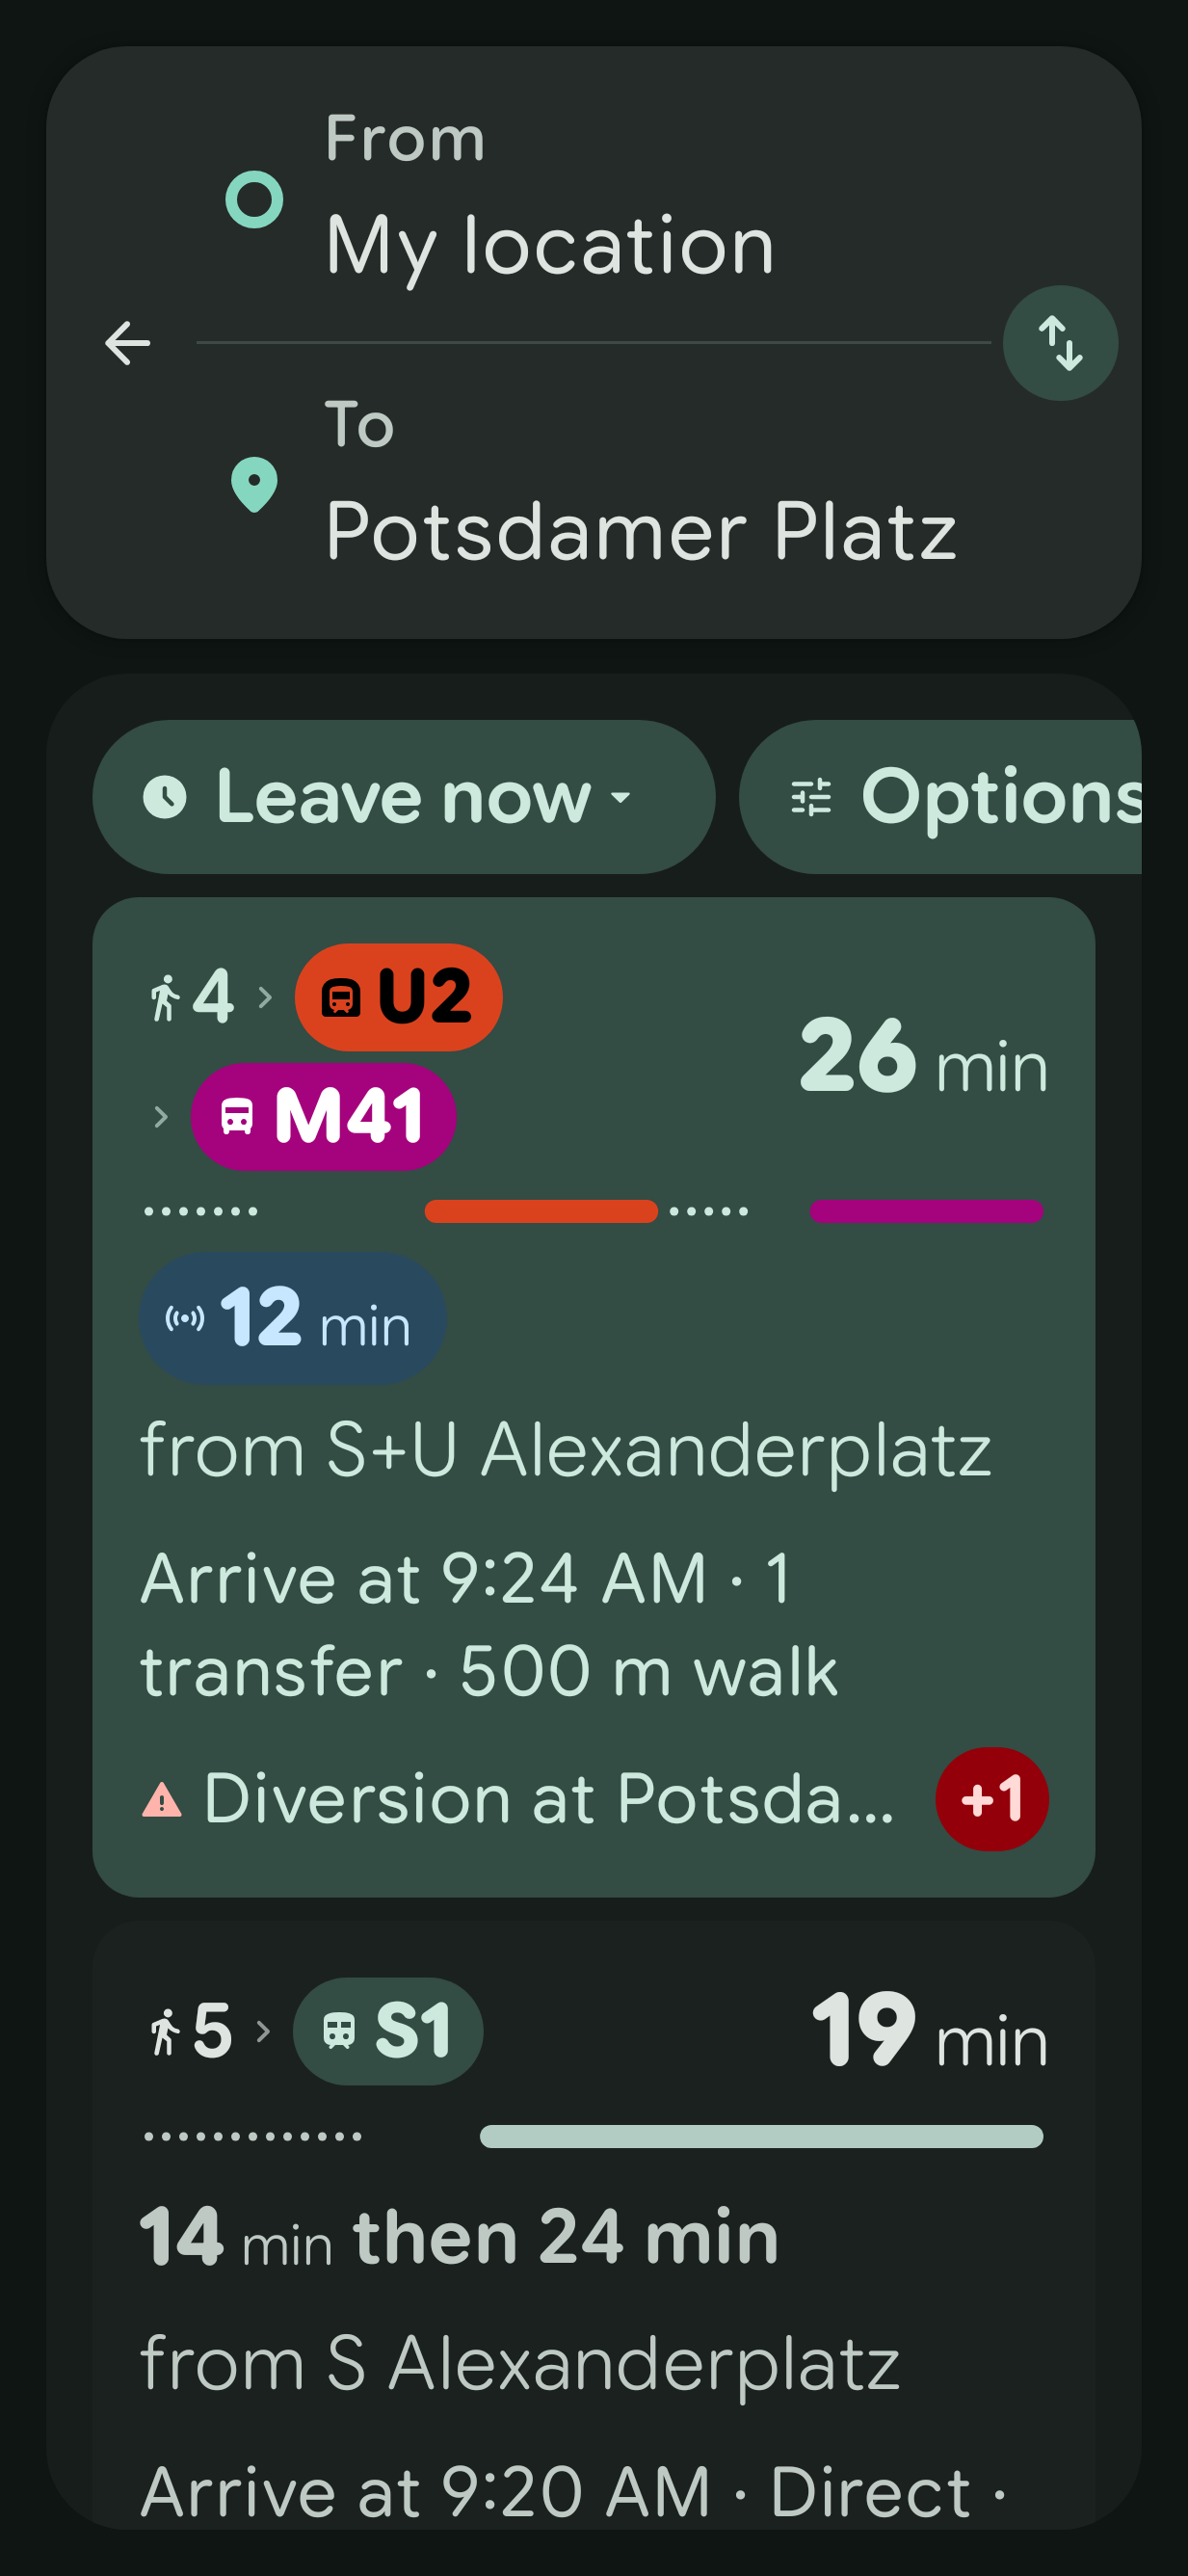 From
My location
To
Potsdamer Platz
Leave now
Options
4 U2
M41
26 min
12 min
from S+U Alexanderplatz
Arrive at 9:24 AM · 1
transfer · 500 m walk
Diversion at Potsda... +1
5 S1
19 min
14 min then 24 min
from S Alexanderplatz
Arrive at 9:20 AM · Direct ·